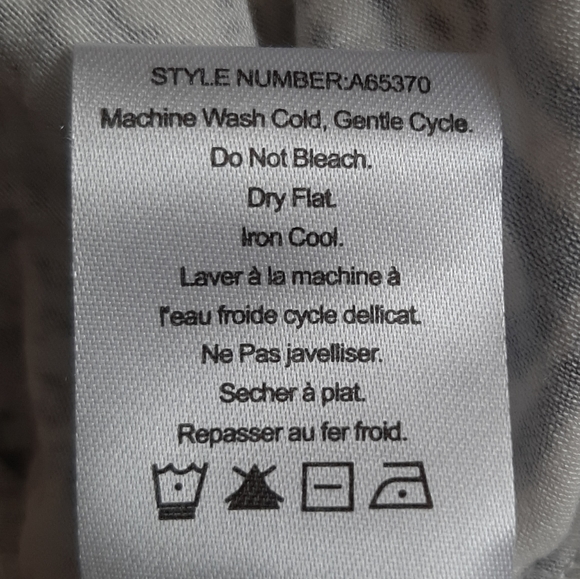 STYLE NUMBER:A65370
Machine Wash Cold, Gentle Cycle.
Do Not Bleach.
Dry Flat.
Iron Cool.
Laver à la machine à
l'eau froide cycle dellicat.
Ne Pas javelliser.
Secher à plat.
Repasser au fer froid.